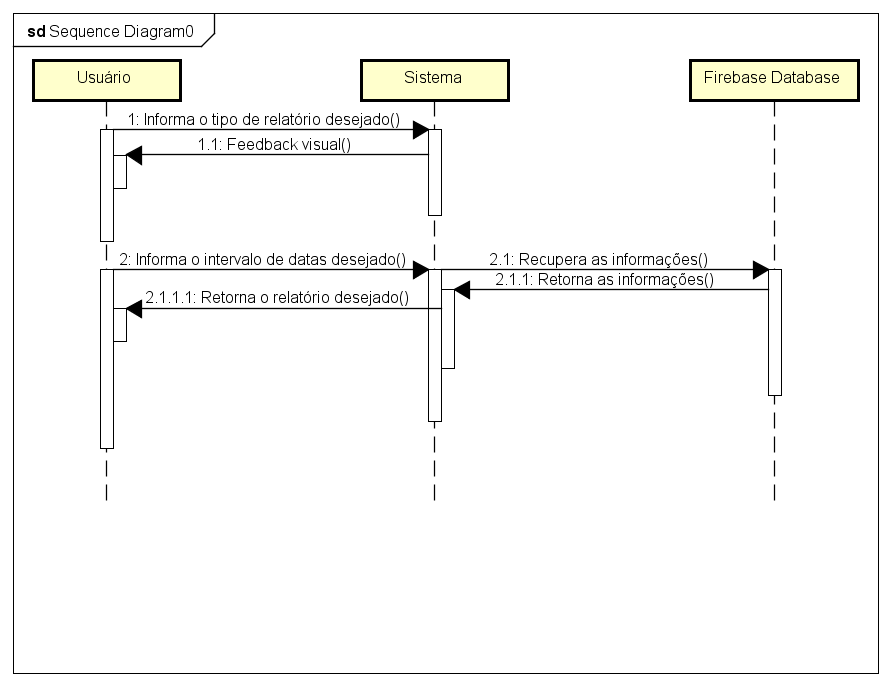 sd Sequence Diagram0
Usuário
Sistema
Firebase Database
1: Informa o tipo de relatório desejado()
1.1: Feedback visual()
2: Informa o intervalo de datas desejado()
2.1: Recupera as informações()
2.1.1: Retorna as informações()
2.1.1.1: Retorna o relatório desejado()